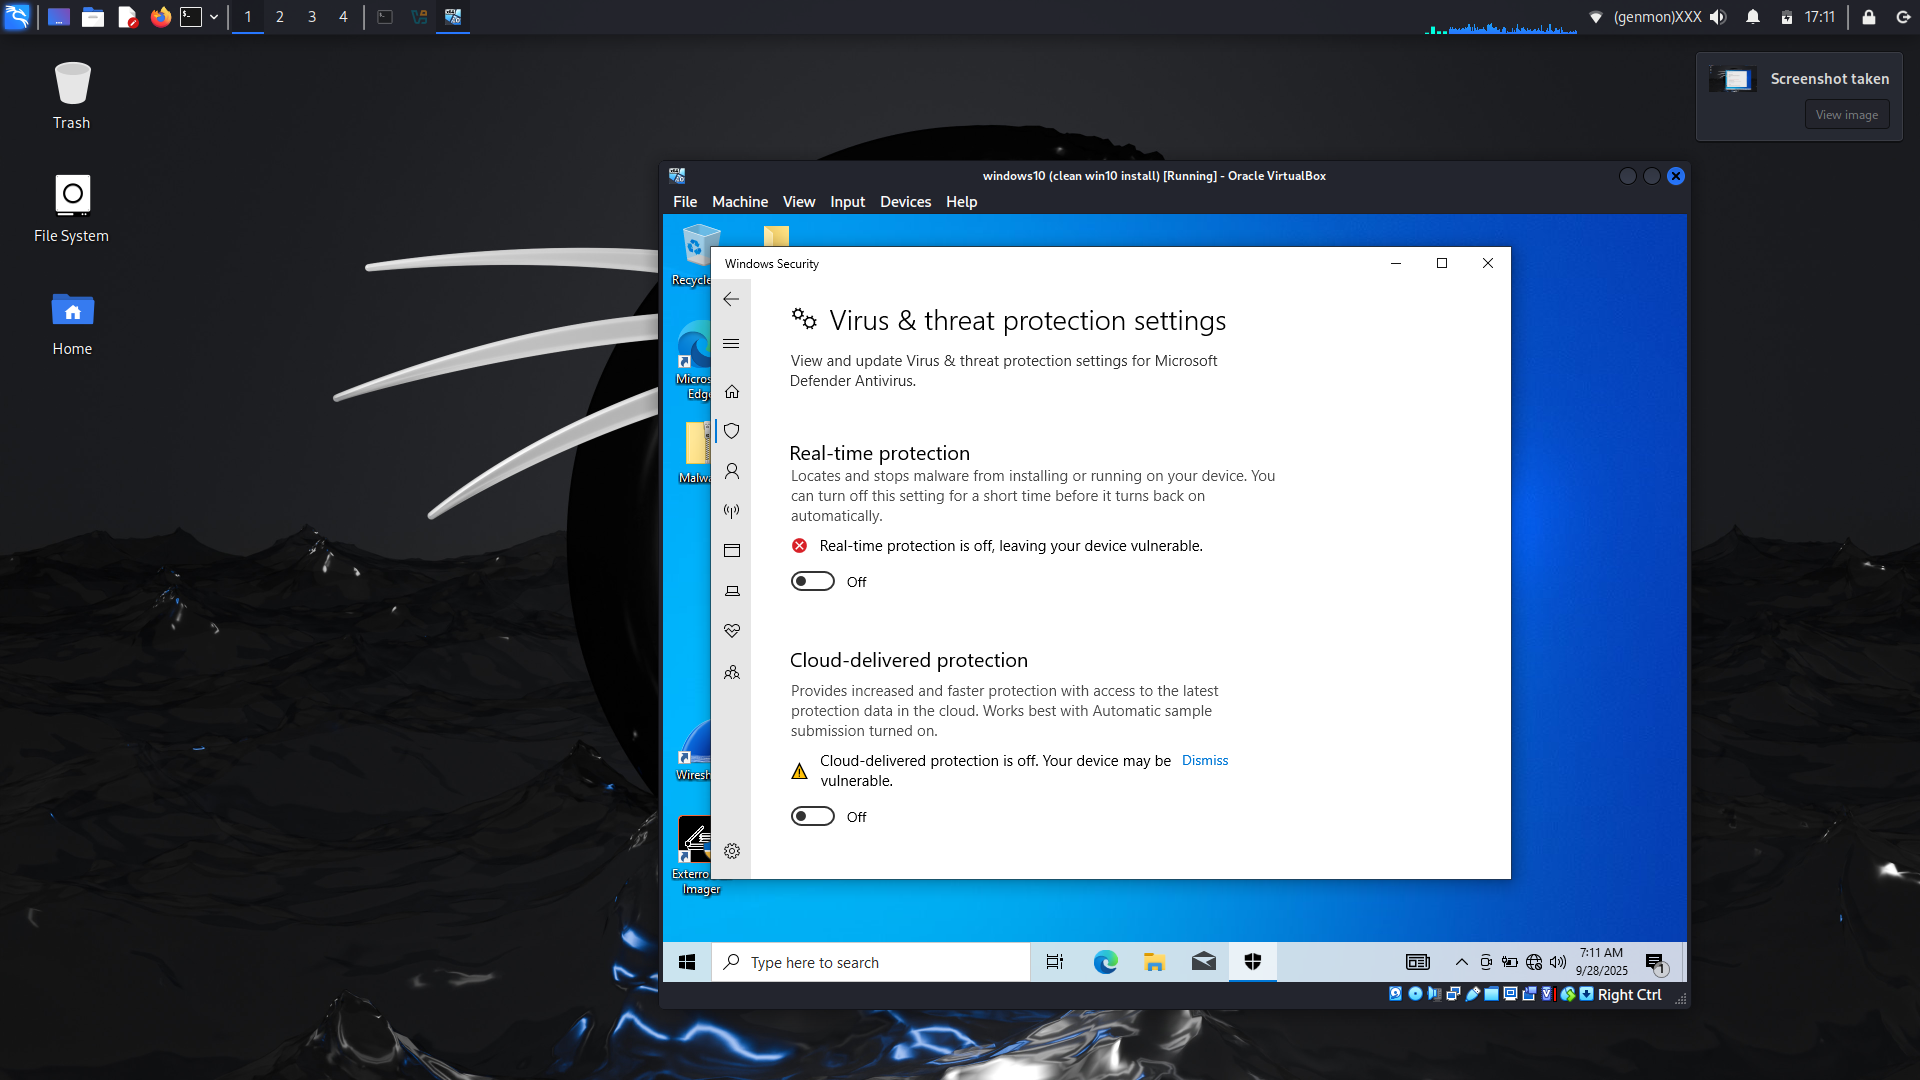 1 2 3 4
(genmon)XXX 17:11
Screenshot taken
View image
Trash
File System
Home
windows10 (clean win10 install) [Running] - Oracle VirtualBox
File Machine View Input Devices Help
Recycle
Micros
Edge
Malwa
Wiresh
Exterro
Imager
Windows Security
Virus & threat protection settings
View and update Virus & threat protection settings for Microsoft
Defender Antivirus.
Real-time protection
Locates and stops malware from installing or running on your device. You
can turn off this setting for a short time before it turns back on
automatically.
Real-time protection is off, leaving your device vulnerable.
Off
Cloud-delivered protection
Provides increased and faster protection with access to the latest
protection data in the cloud. Works best with Automatic sample
submission turned on.
Cloud-delivered protection is off. Your device may be Dismiss
vulnerable.
Off
Type here to search
7:11 AM
9/28/2025
1
Right Ctrl